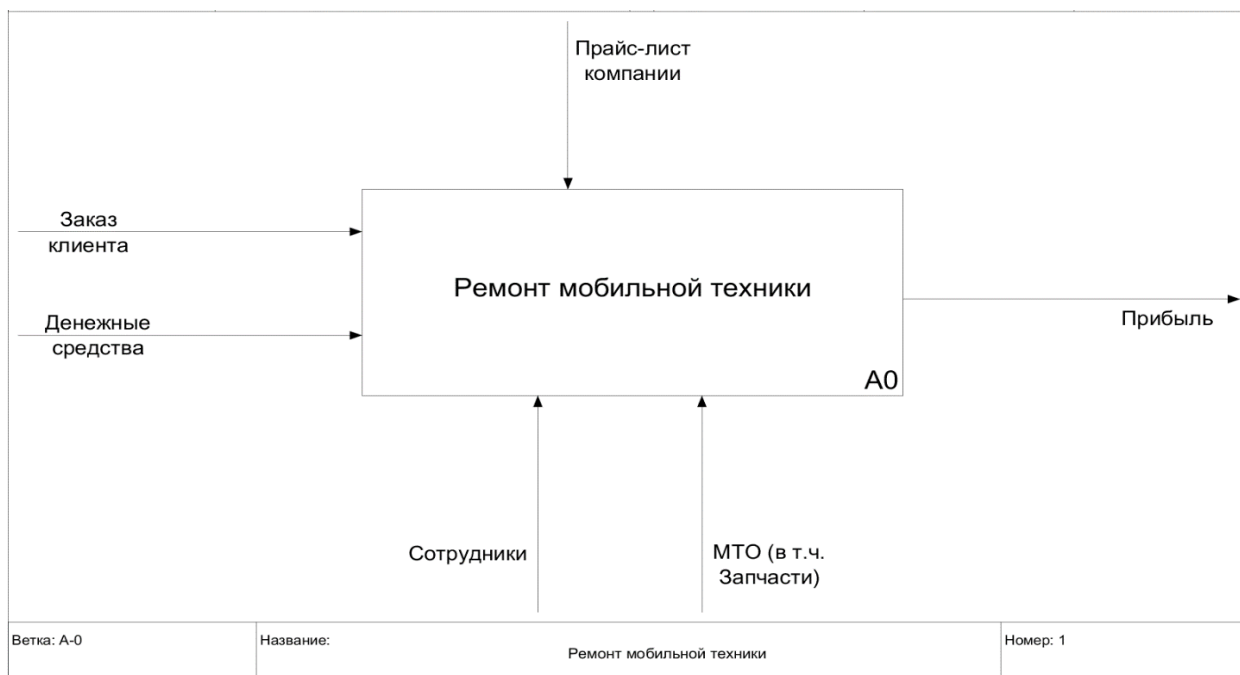 Прайс-лист
компании
Заказ
клиента
Ремонт мобильной техники
Денежные
средства
Прибыль
A0
Сотрудники
МТО (в т.ч.
Запчасти)
Ветка: A-0
Название:
Ремонт мобильной техники
Номер: 1